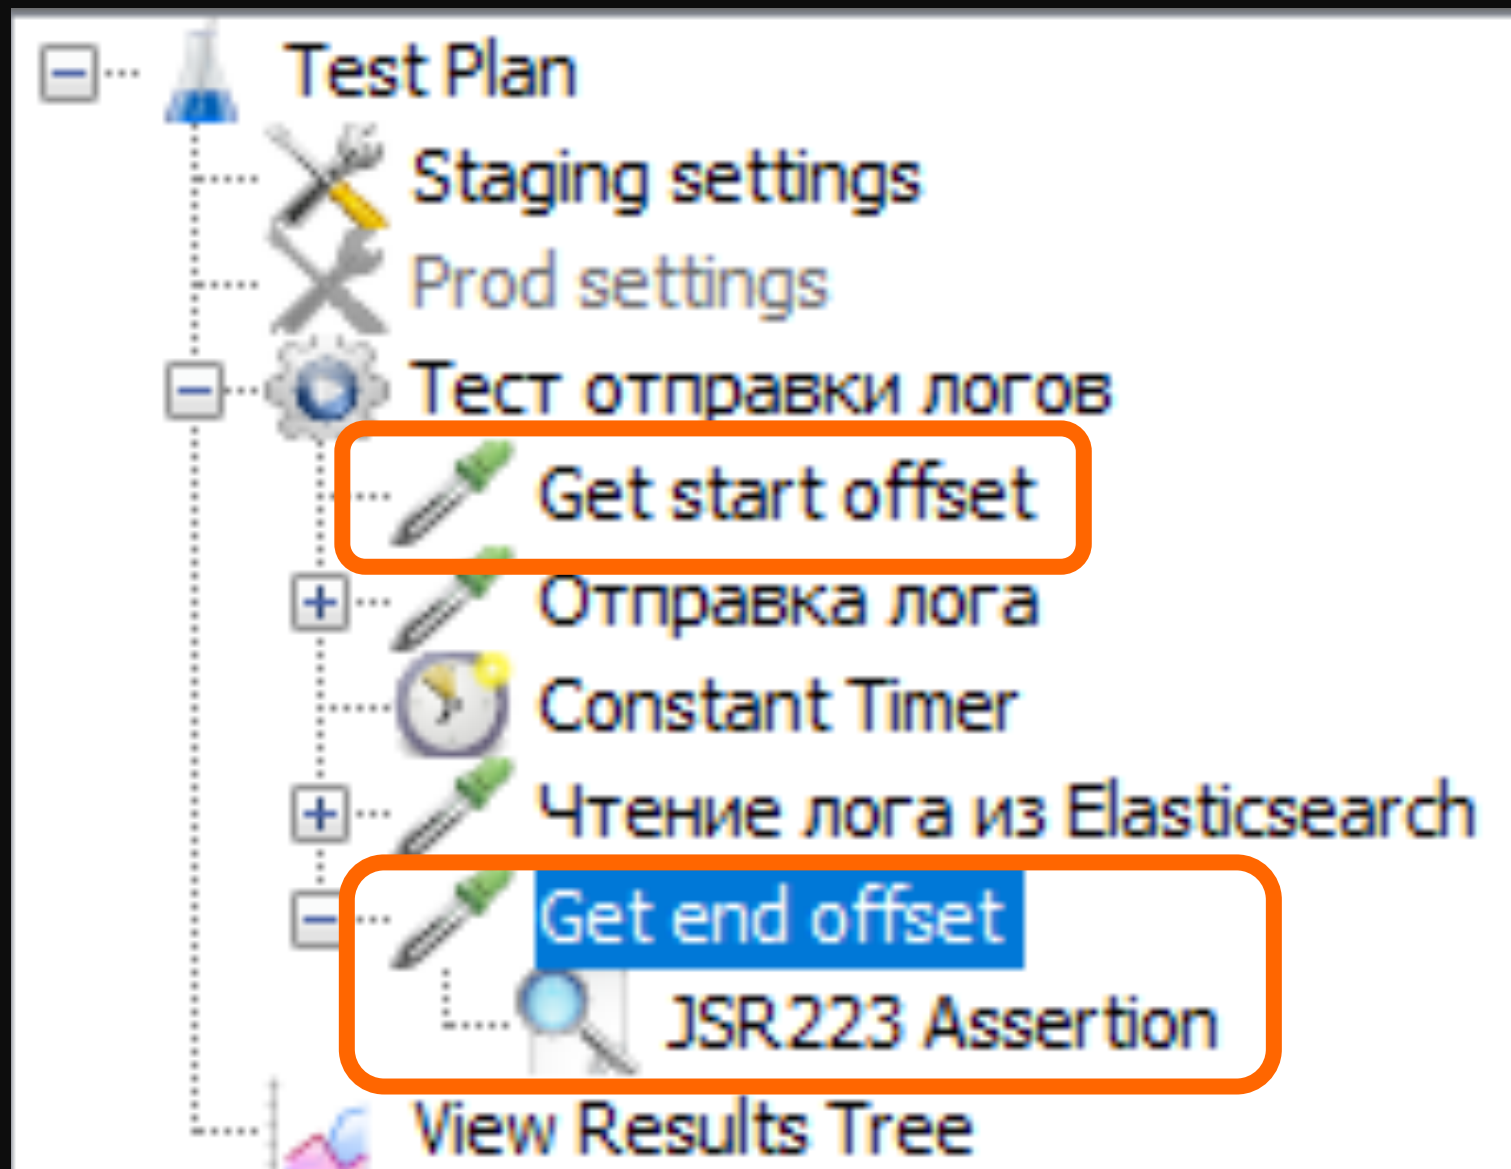 Test Plan
Staging settings
Prod settings
Тест отправки логов
Get start offset
Отправка лога
Constant Timer
Чтение лога из Elasticsearch
Get end offset
JSR223 Assertion
View Results Tree